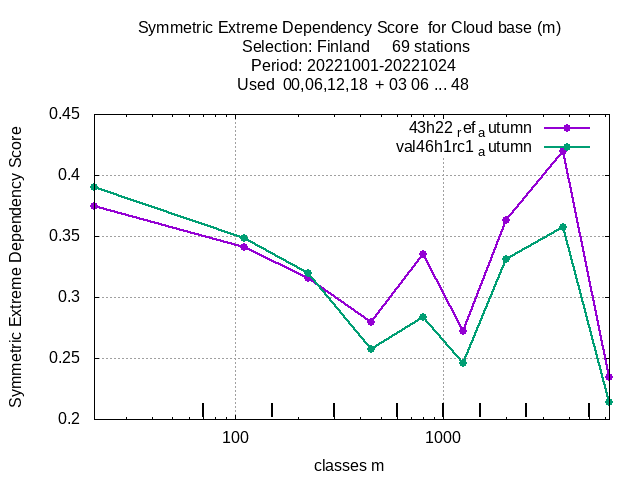 Symmetric Extreme Dependency Score for Cloud base (m)
Selection: Finland 69 stations
Period: 20221001-20221024
Used 00,06,12,18 + 03 06 ... 48
Symmetric Extreme Dependency Score
0.45
0.4
0.35
0.3
0.25
0.2
43h22 ref autumn
val46h1rc1 autumn
100
1000
classes m